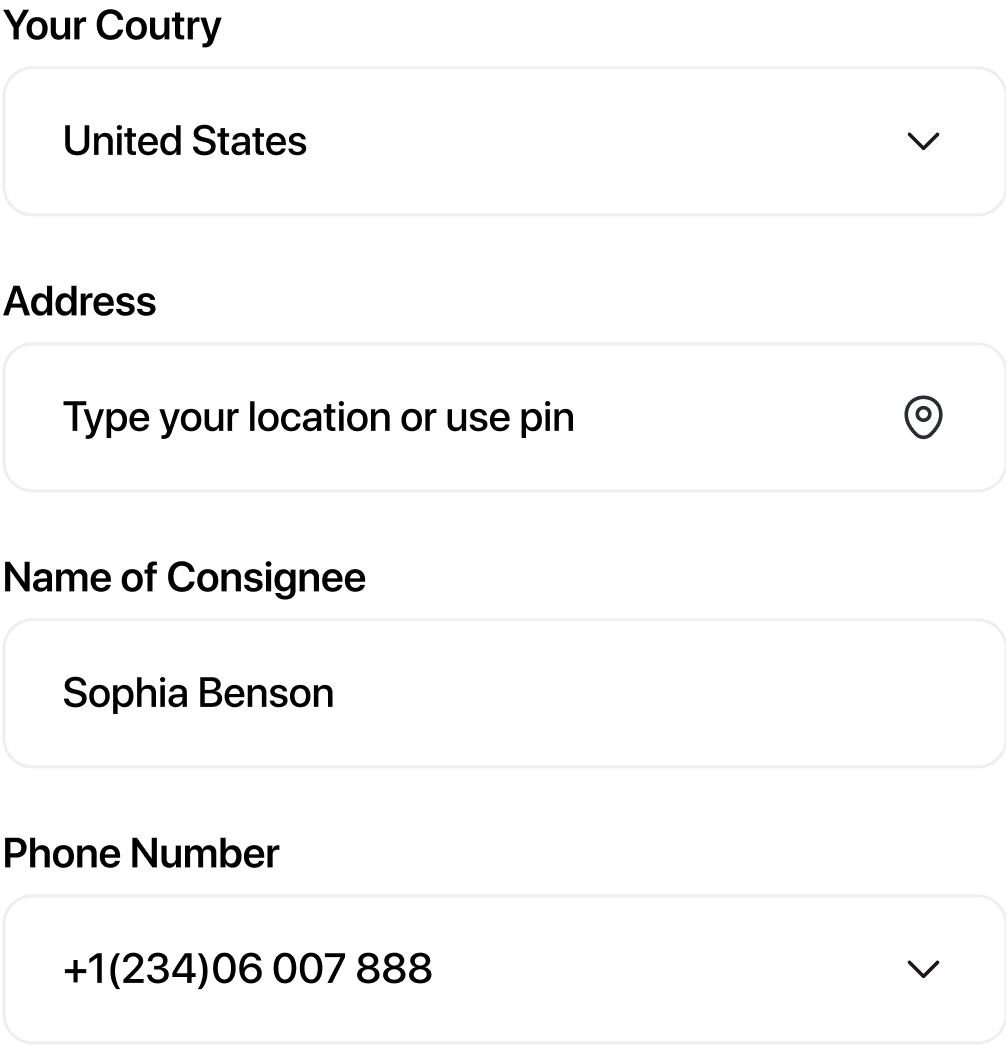 Your Coutry
United States
Address
Type your location or use pin
Name of Consignee
Sophia Benson
Phone Number
+1(234)06 007 888